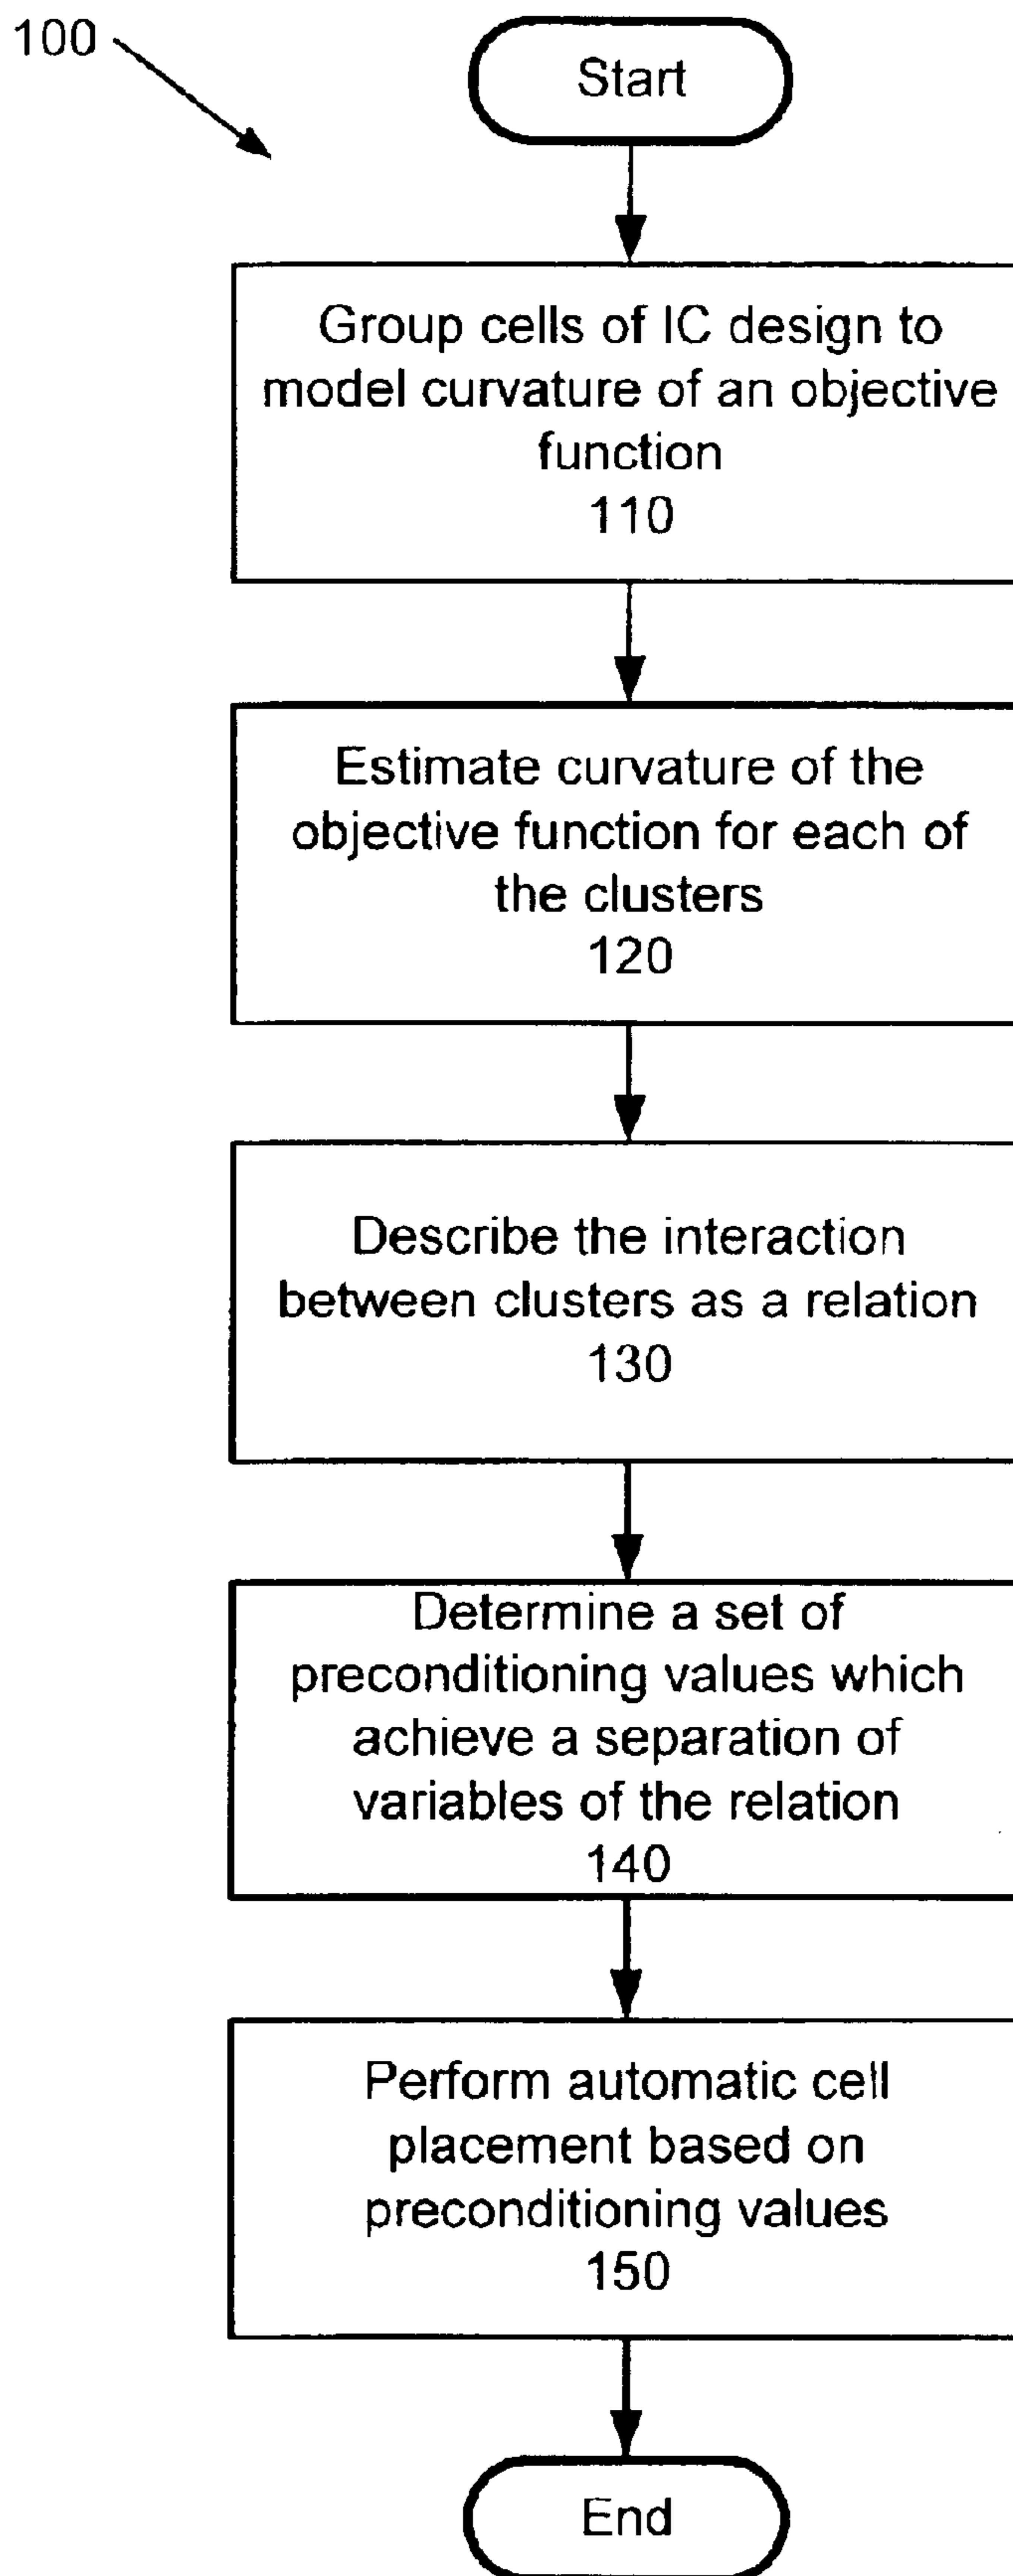 100
Start
Group cells of IC design to
model curvature of an objective
function
110
Estimate curvature of the
objective function for each of
the clusters
120
Describe the interaction
between clusters as a relation
130
Determine a set of
preconditioning values which
achieve a separation of
variables of the relation
140
Perform automatic cell
placement based on
preconditioning values
150
End